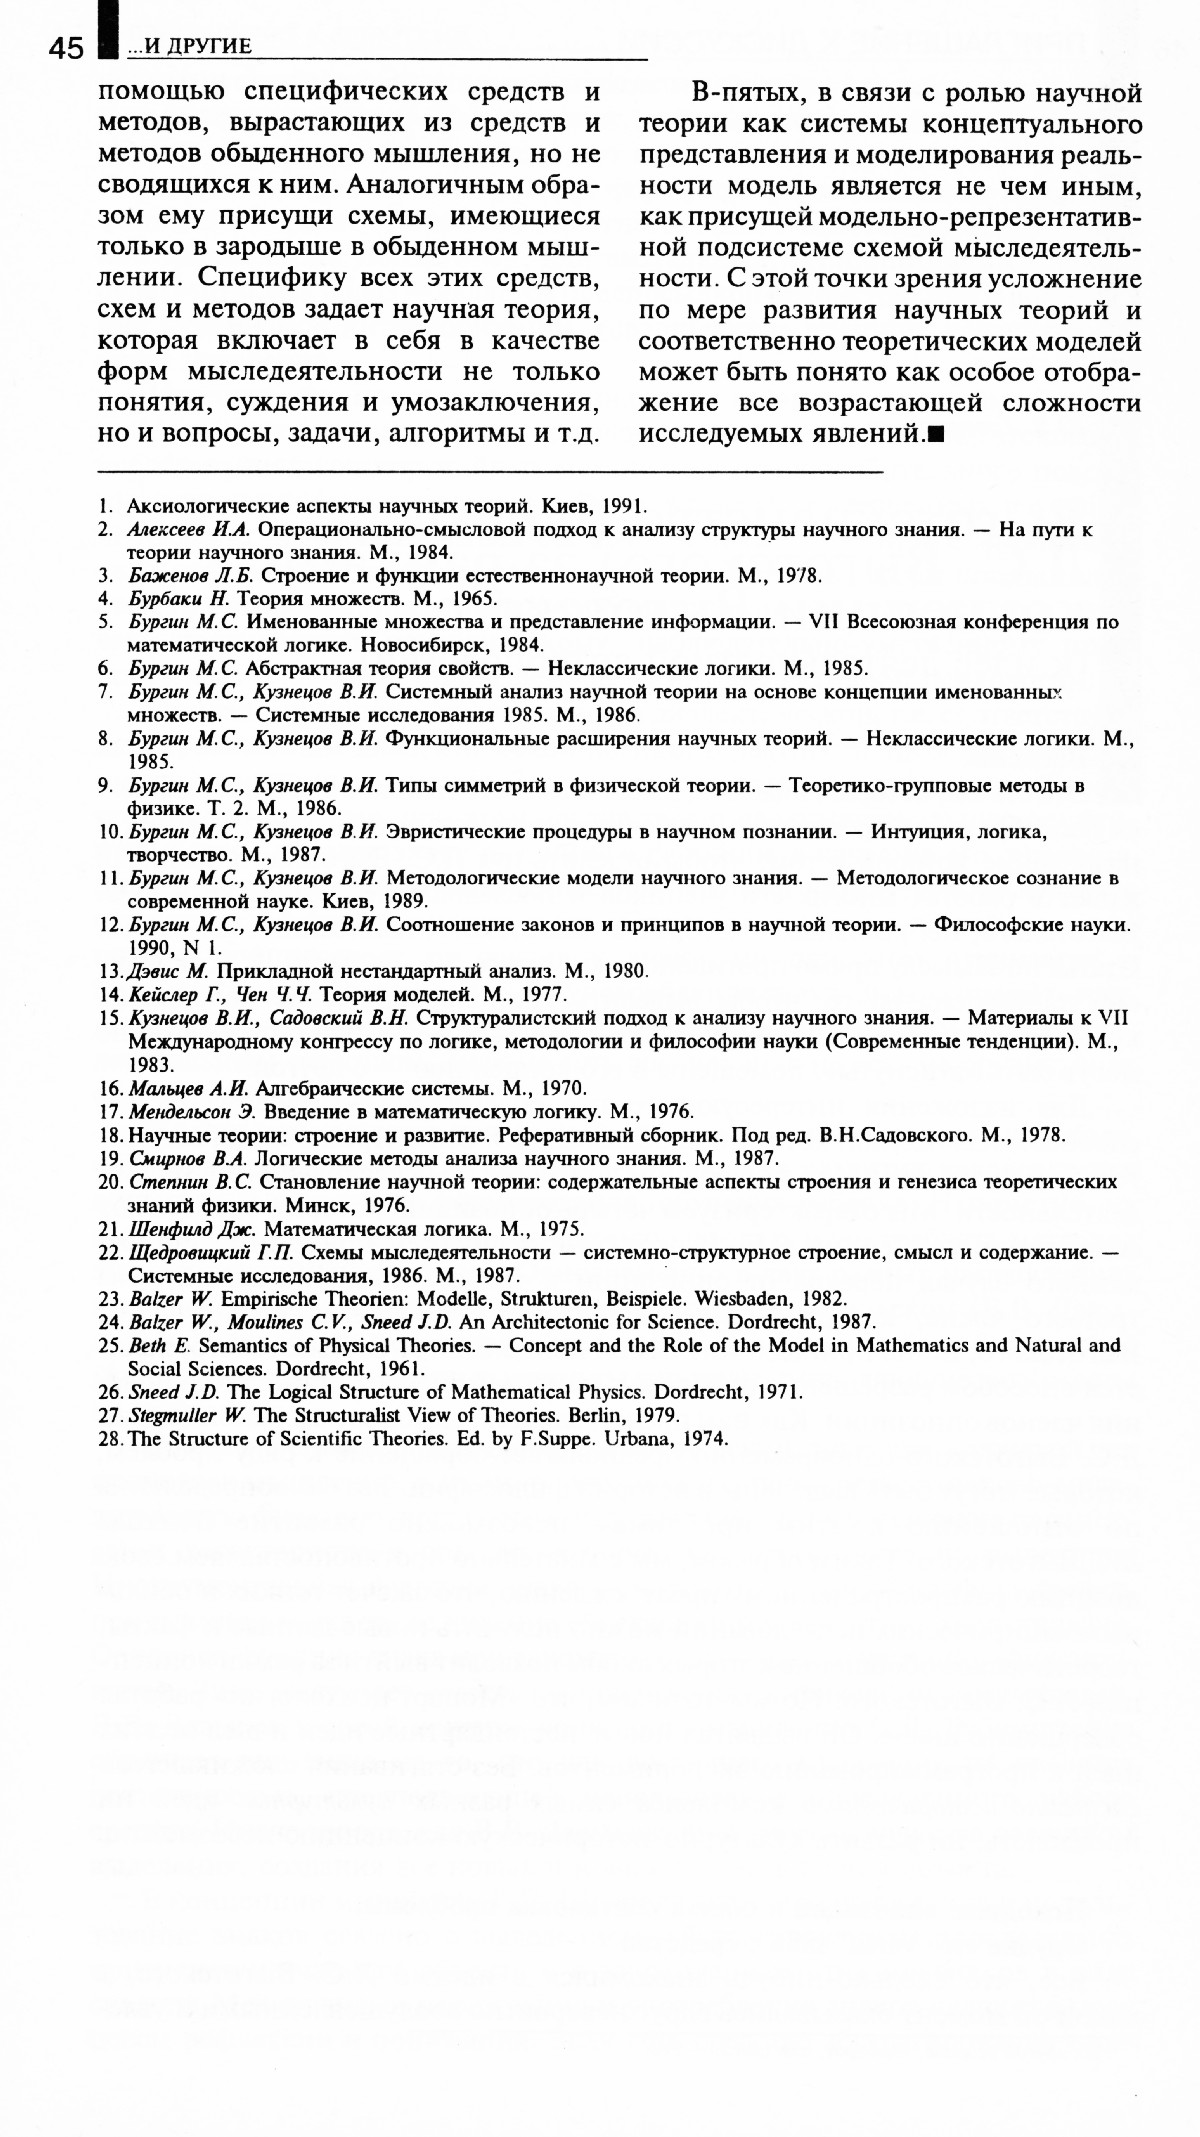 45
...И ДРУГИЕ
помощью специфических средств и
методов, вырастающих из средств и
методов обыденного мышления, но не
сводящихся к ним. Аналогичным обра-
зом ему присущи схемы, имеющиеся
только в зародыше в обыденном мыш-
лении. Специфику всех этих средств,
схем и методов задает научная теория,
которая включает в себя в качестве
форм мыследеятельности не только
понятия, суждения и умозаключения,
но и вопросы, задачи, алгоритмы и т.д.
В-пятых, в связи с ролью научной
теории как системы концептуального
представления и моделирования реаль-
ности модель является не чем иным,
как присущей модельно-репрезентатив-
ной подсистеме схемой мыследеятель-
ности. С этой точки зрения усложнение
по мере развития научных теорий и
соответственно теоретических моделей
может быть понято как особое отобра-
жение все возрастающей сложности
исследуемых явлений.■
1. Аксиологические аспекты научных теорий. Киев, 1991.
2. Алексеев И.А. Операционально-смысловой подход к анализу структуры научного знания. — На пути к
теории научного знания. М., 1984.
3. Баженов Л.Б. Строение и функции естественнонаучной теории. М., 1978.
4. Бурбаки Н. Теория множеств. М., 1965.
5. Бургин М.С. Именованные множества и представление информации. — VII Всесоюзная конференция по
математической логике. Новосибирск, 1984.
6. Бургин М.С. Абстрактная теория свойств. — Неклассические логики. М., 1985.
7. Бургин М.С., Кузнецов В.И. Системный анализ научной теории на основе концепции именованных
множеств. — Системные исследования 1985. М., 1986.
8. Бургин М.С., Кузнецов В.И. Функциональные расширения научных теорий. — Неклассические логики. М.,
1985.
9. Бургин М.С., Кузнецов В.И. Типы симметрий в физической теории. — Теоретико-групповые методы в
физике. Т. 2. М., 1986.
10. Бургин М.С., Кузнецов В.И. Эвристические процедуры в научном познании. — Интуиция, логика,
творчество. М., 1987.
11. Бургин М.С., Кузнецов В.И. Методологические модели научного знания. — Методологическое сознание в
современной науке. Киев, 1989.
12. Бургин М.С., Кузнецов В.И. Соотношение законов и принципов в научной теории. — Философские науки.
1990, N 1.
13. Дэвис М. Прикладной нестандартный анализ. М., 1980.
14. Кейслер Г., Чен Ч.Ч. Теория моделей. М., 1977.
15. Кузнецов В.И., Садовский В.Н. Структуралистский подход к анализу научного знания. — Материалы к VII
Международному конгрессу по логике, методологии и философии науки (Современные тенденции). М.,
1983.
16. Мальцев А.И. Алгебраические системы. М., 1970.
17. Мендельсон Э. Введение в математическую логику. М., 1976.
18. Научные теории: строение и развитие. Реферативный сборник. Под ред. В.Н.Садовского. М., 1978.
19. Смирнов В.А. Логические методы анализа научного знания. М., 1987.
20. Степнин В.С. Становление научной теории: содержательные аспекты строения и генезиса теоретических
знаний физики. Минск, 1976.
21. Шенфилд Дж. Математическая логика. М., 1975.
22. Щедровицкий Г.П. Схемы мыследеятельности — системно-структурное строение, смысл и содержание. —
Системные исследования, 1986. М., 1987.
23. Balzer W. Empirische Theorien: Modelle, Strukturen, Beispiele. Wiesbaden, 1982.
24. Balzer W., Moulines C.V., Sneed J.D. An Architectonic for Science. Dordrecht, 1987.
25. Beth E. Semantics of Physical Theories. — Concept and the Role of the Model in Mathematics and Natural and
Social Sciences. Dordrecht, 1961.
26. Sneed J.D. The Logical Structure of Mathematical Physics. Dordrecht, 1971.
27. Stegmuller W. The Structuralist View of Theories. Berlin, 1979.
28. The Structure of Scientific Theories. Ed. by F.Suppe. Urbana, 1974.